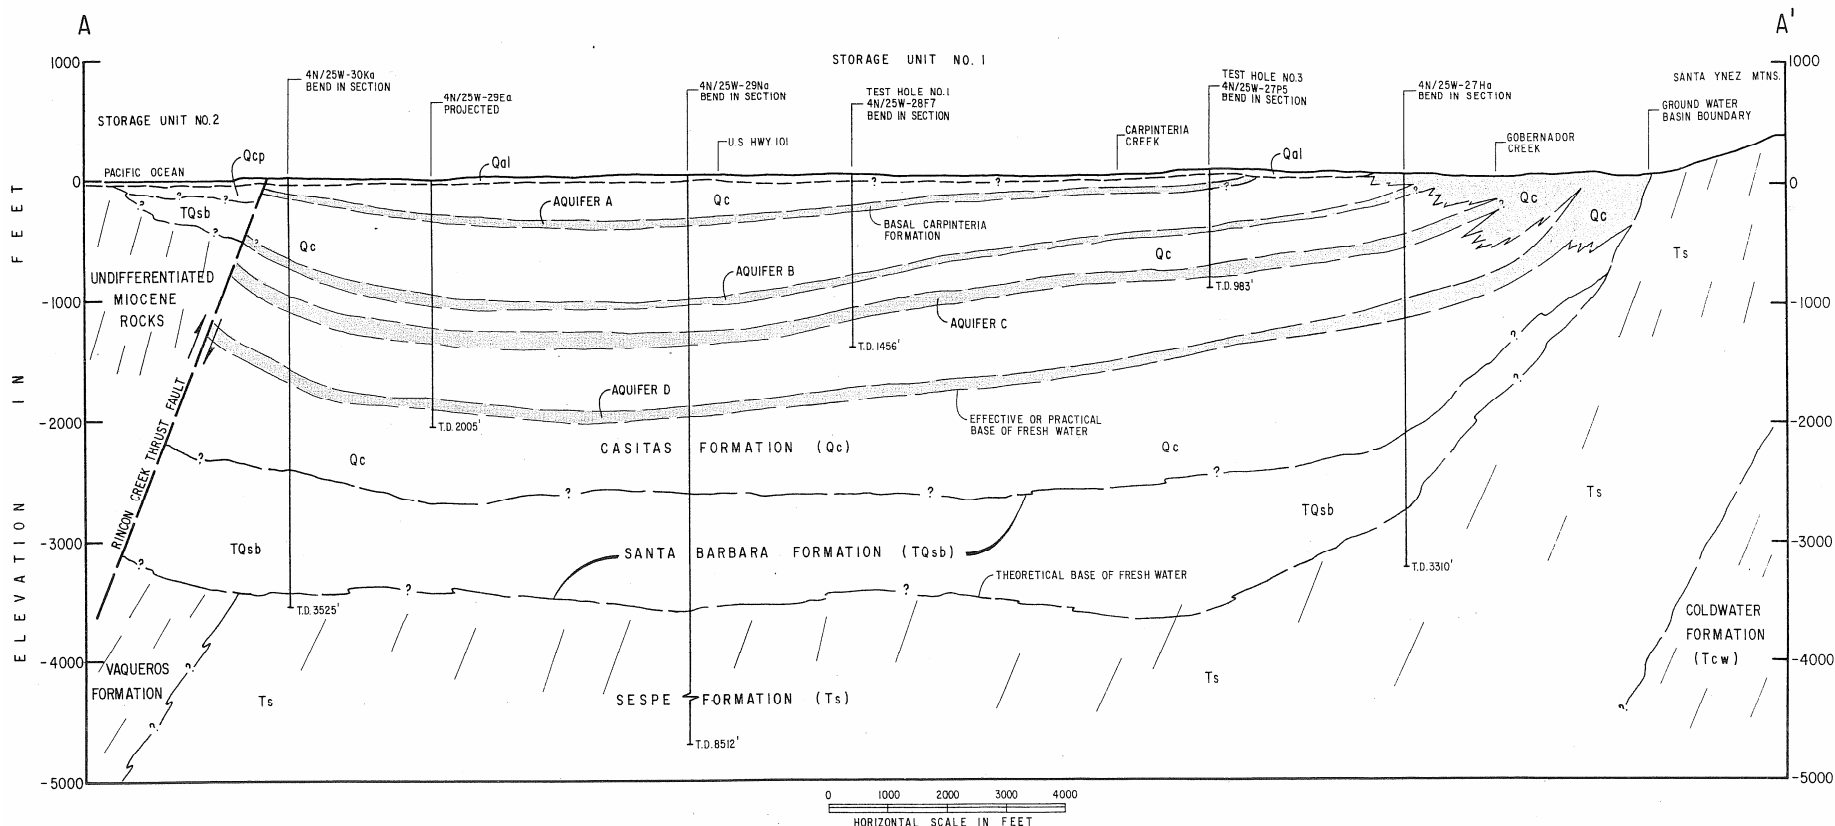 A
A'
STORAGE UNIT NO. 1
1000
1000
4N/25W-30Ka
BEND IN SECTION
4N/25W-29Ea
PROJECTED
4N/25W-29Na
BEND IN SECTION
TEST HOLE NO.1
4N/25W-28F7
BEND IN SECTION
TEST HOLE NO.3
4N/25W-27P5
BEND IN SECTION
4N/25W-27Ha
BEND IN SECTION
SANTA YNEZ MTNS.
GROUND WATER
BASIN BOUNDARY
STORAGE UNIT NO.2
U.S. HWY 101
CARPINTERIA
CREEK
GOBERNADOR
CREEK
Qcp
Qal
Qal
PACIFIC OCEAN
0
0
? ? ? ?
TQsb
AQUIFER A
Qc
Qc
Qc
BASAL CARPINTERIA
FORMATION
Qc
Qc
Ts
UNDIFFERENTIATED
MIOCENE
ROCKS
AQUIFER B
T.D. 983'
-1000
-1000
AQUIFER C
T.D. 1456'
RINCON CREEK THRUST FAULT
AQUIFER D
EFFECTIVE OR PRACTICAL
BASE OF FRESH WATER
T.D. 2005'
-2000
-2000
CASITAS FORMATION (Qc)
Qc
Qc
? ? ? ?
Ts
TQsb
-3000
-3000
TQsb
SANTA BARBARA FORMATION (TQsb)
THEORETICAL BASE OF FRESH WATER
T.D. 3310'
T.D. 3525'
? ? ?
COLDWATER
FORMATION
(Tcw)
-4000
-4000
VAQUEROS
FORMATION
Ts
SESPE FORMATION (Ts)
Ts
T.D. 8512'
-5000
-5000
ELEVATION IN FEET
0 1000 2000 3000 4000
HORIZONTAL SCALE IN FEET